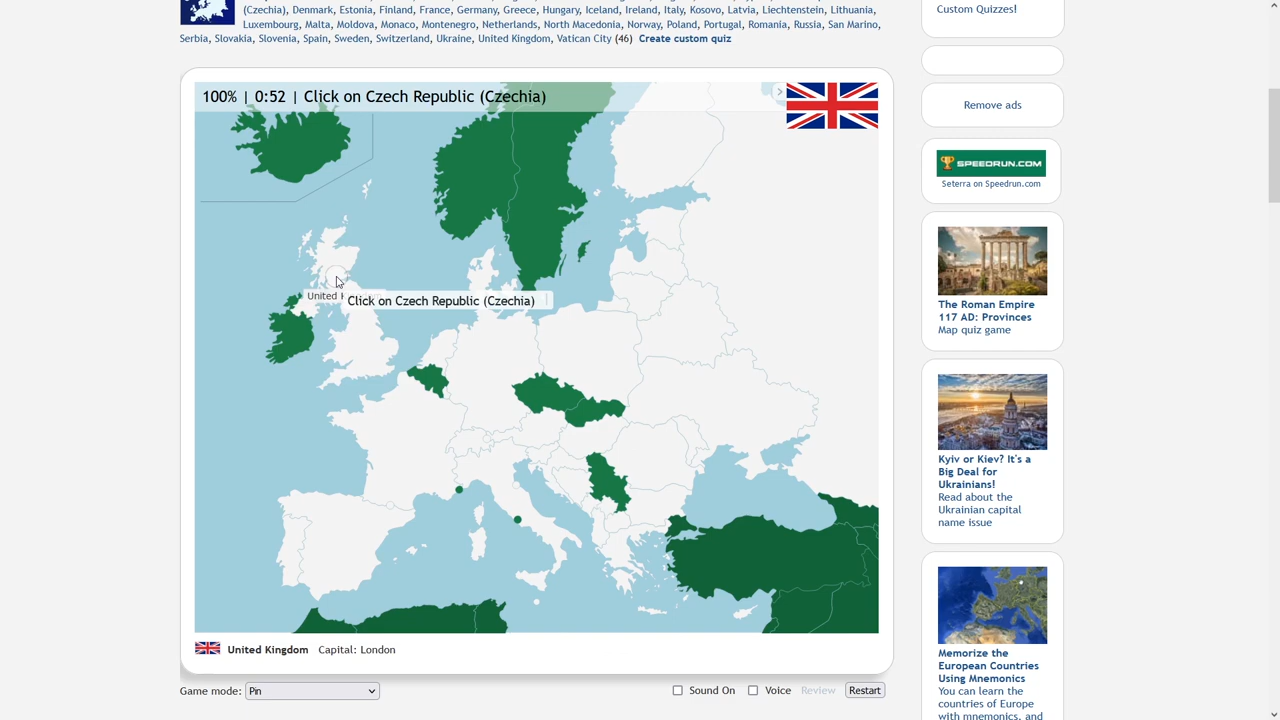 (Czechia), Denmark, Estonia, Finland, France, Germany, Greece, Hungary, Iceland, Ireland, Italy, Kosovo, Latvia, Liechtenstein, Lithuania,
Luxembourg, Malta, Moldova, Monaco, Montenegro, Netherlands, North Macedonia, Norway, Poland, Portugal, Romania, Russia, San Marino,
Serbia, Slovakia, Slovenia, Spain, Sweden, Switzerland, Ukraine, United Kingdom, Vatican City (46) Create custom quiz
100% | 0:52 | Click on Czech Republic (Czechia)
United
Click on Czech Republic (Czechia)
United Kingdom Capital: London
Game mode: Pin
Sound On Voice Review Restart
Custom Quizzes!
Remove ads
SPEEDRUN.COM
Seterra on Speedrun.com
The Roman Empire
117 AD: Provinces
Map quiz game
Kyiv or Kiev? It's a
Big Deal for
Ukrainians!
Read about the
Ukrainian capital
name issue
Memorize the
European Countries
Using Mnemonics
You can learn the
countries of Europe
with mnemonics, and